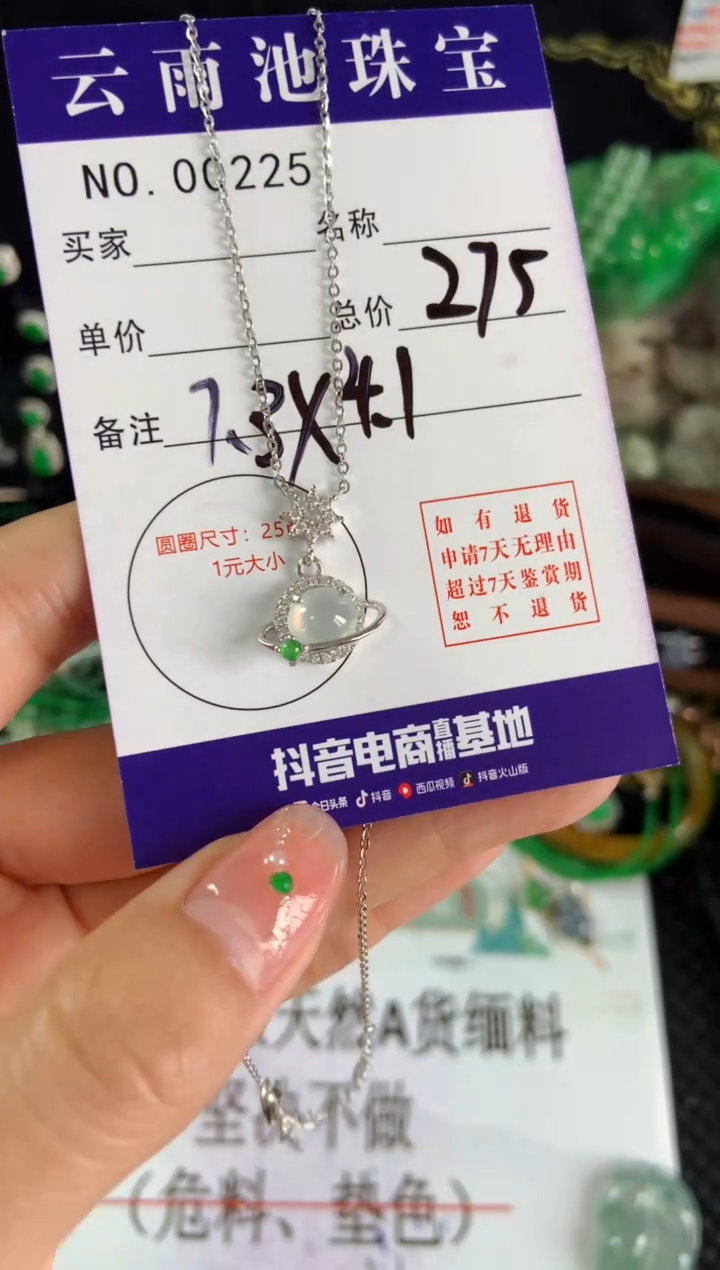 云雨池珠宝
NO.00225
买家
名称
单价
总价 275
备注 7.3X4.1
圆圈尺寸：25
1元大小
如有退货
申请7天无理由
超过7天鉴赏期
恕不退货
抖音电商直播基地
今日头条 抖音 西瓜视频 抖音火山版
天然A货缅料
不做
（危料、垫色）